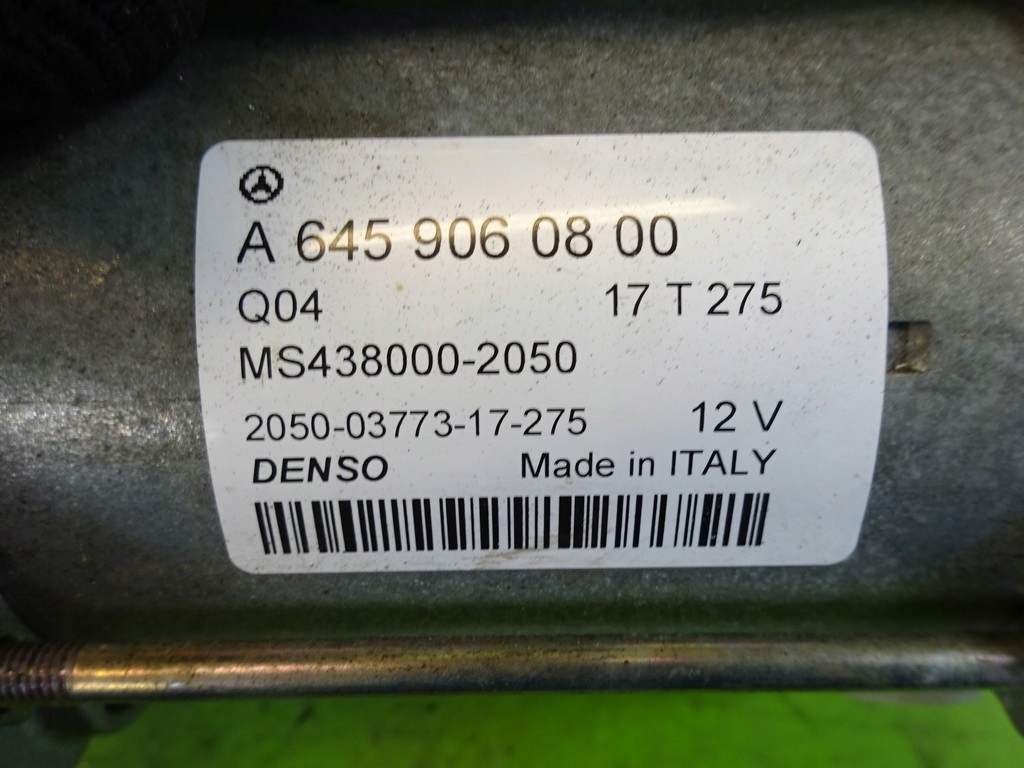 A 645 906 08 00
Q04 17 T 275
MS438000-2050
2050-03773-17-275 12 V
DENSO Made in ITALY